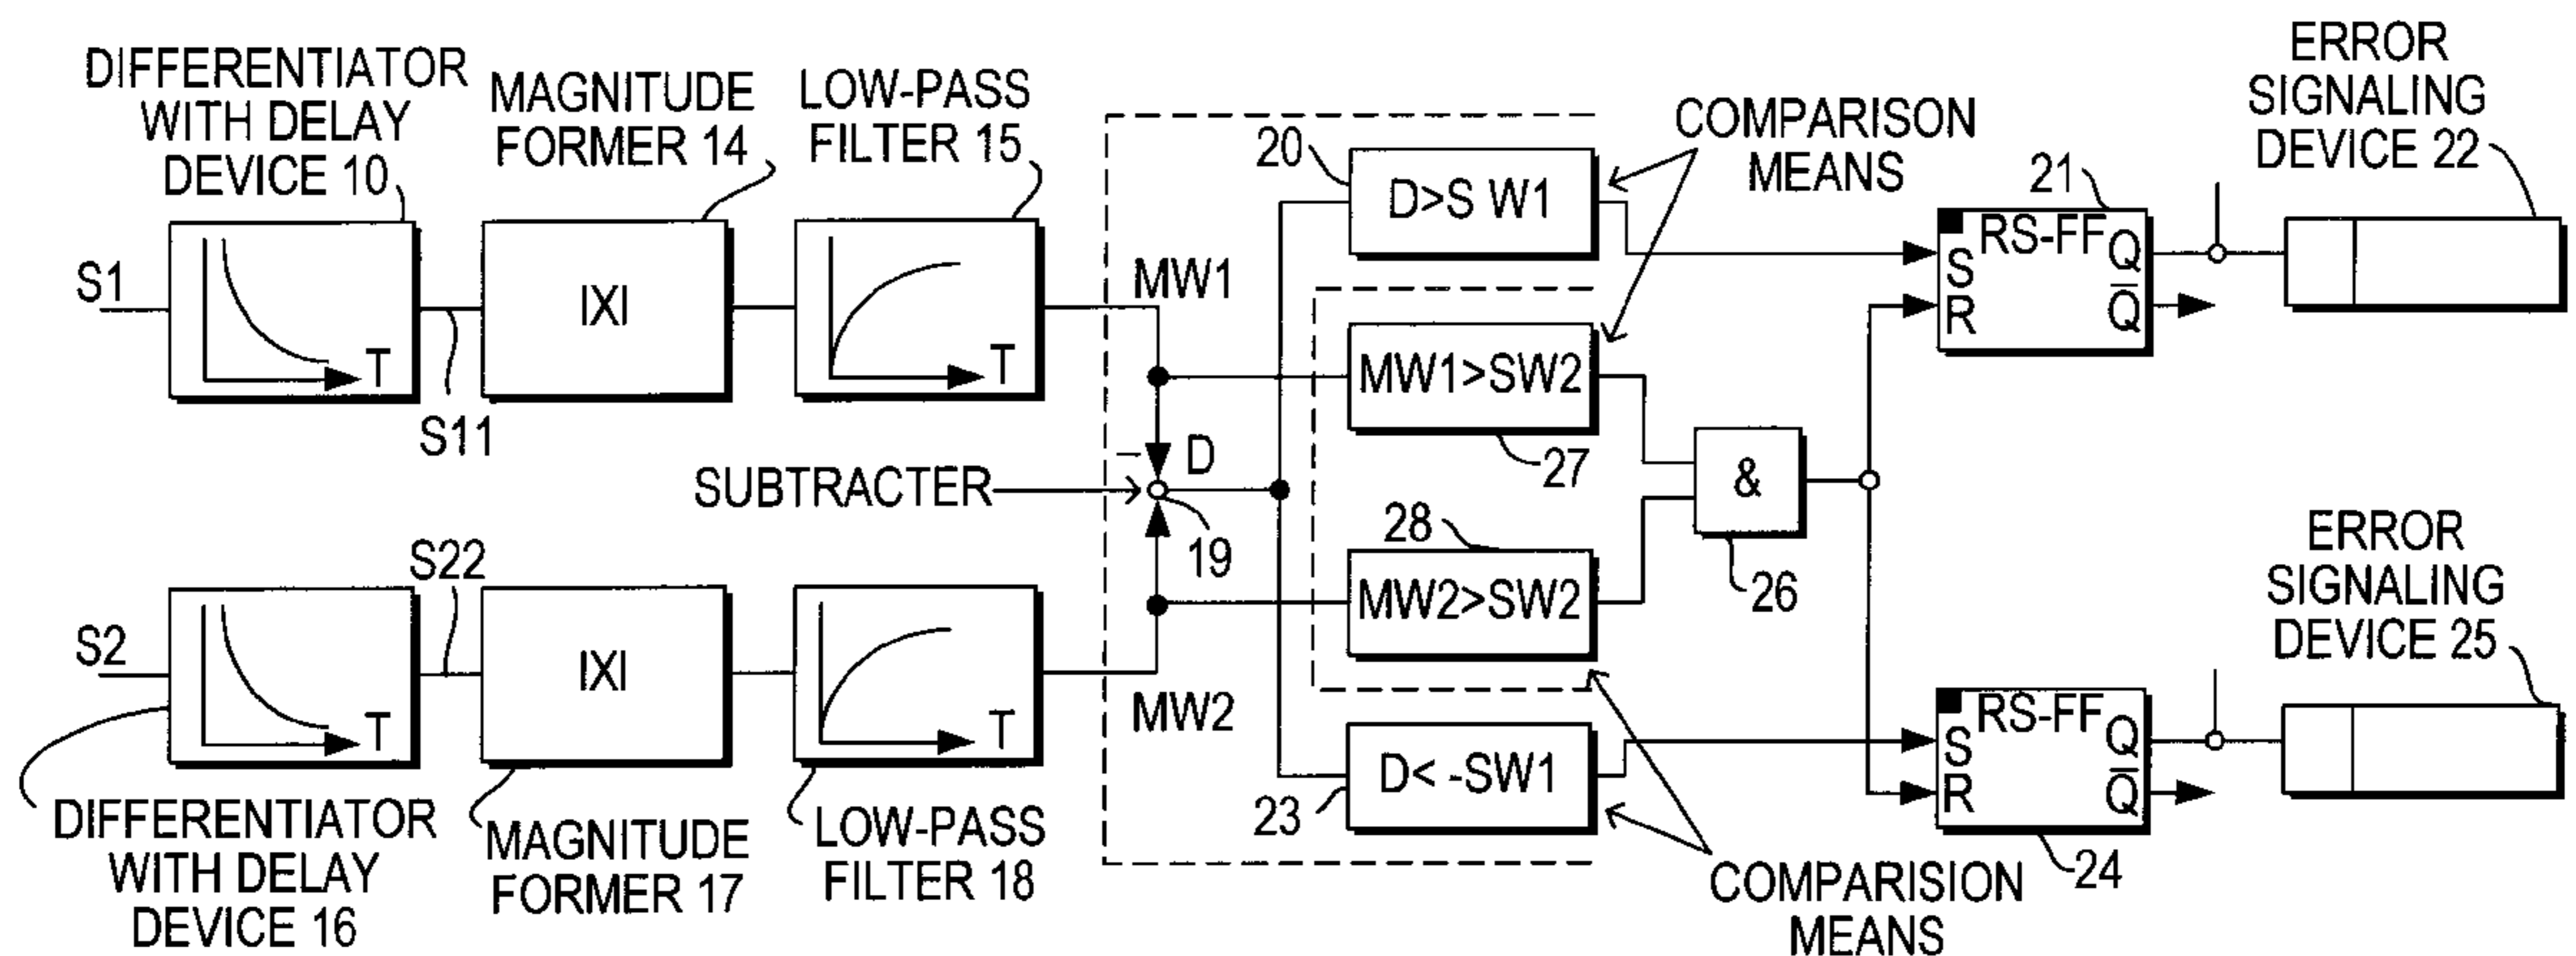 DIFFERENTIATOR
WITH DELAY
DEVICE 10
MAGNITUDE
FORMER 14
LOW-PASS
FILTER 15
COMPARISON
MEANS
ERROR
SIGNALING
DEVICE 22
S1
T
S11
IXI
T
MW1
20
D>S W1
21
RS-FF
S
R
Q
Q̅
MW1>SW2
27
D
–
SUBTRACTER
19
&
26
28
MW2>SW2
S2
T
S22
IXI
T
MW2
23
D< -SW1
RS-FF
S
R
Q
Q̅
24
ERROR
SIGNALING
DEVICE 25
DIFFERENTIATOR
WITH DELAY
DEVICE 16
MAGNITUDE
FORMER 17
LOW-PASS
FILTER 18
COMPARISION
MEANS